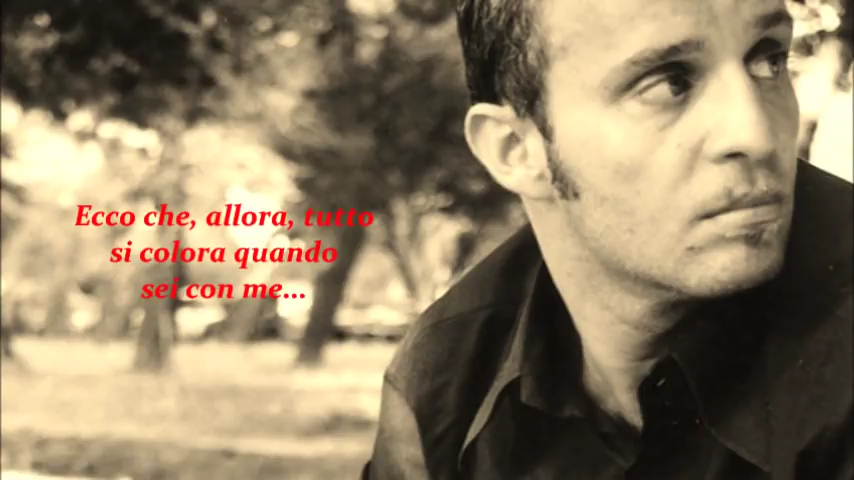 Ecco che, allora, tutto
si colora quando
sei con me...